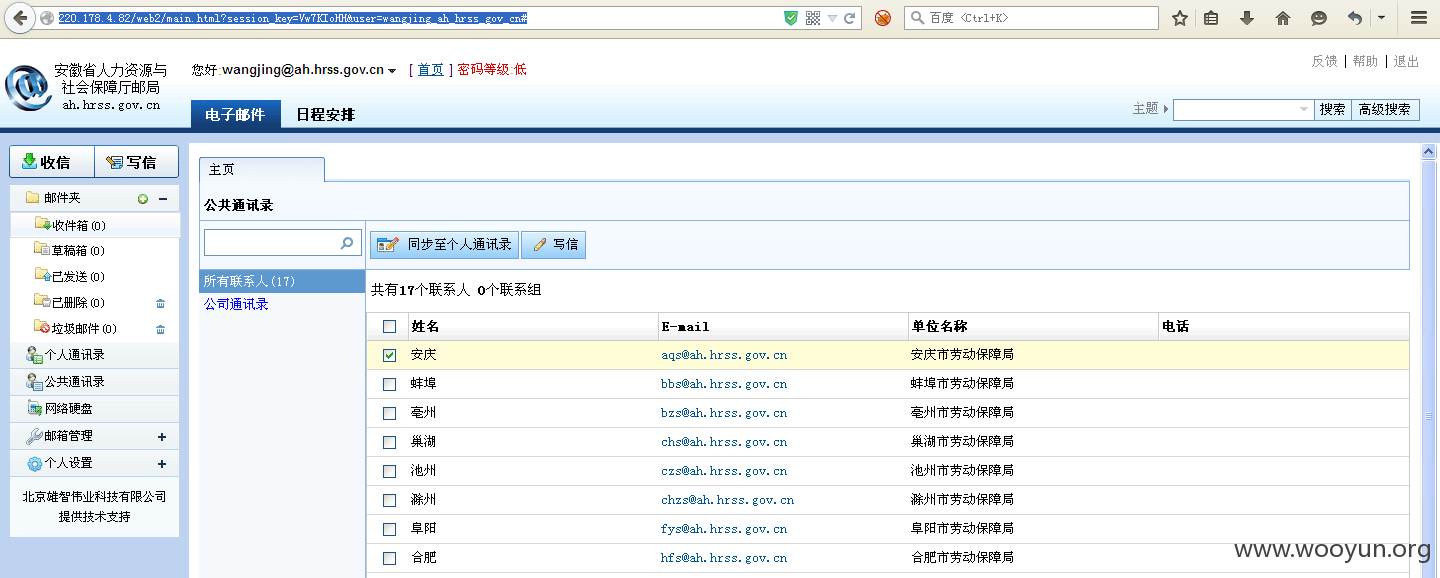 220.178.4.82/web2/main.html?session_key=Vw7KIoHH&user=wangjing_ah_hrss_gov_cn#
百度 <Ctrl+K>
安徽省人力资源与
社会保障厅邮局
ah.hrss.gov.cn
您好:wangjing@ah.hrss.gov.cn [ 首页 ] 密码等级:低
反馈 | 帮助 | 退出
电子邮件 日程安排
主题 搜索 高级搜索
收信 写信
邮件夹
收件箱(0)
草稿箱(0)
已发送(0)
已删除(0)
垃圾邮件(0)
个人通讯录
公共通讯录
网络硬盘
邮箱管理
个人设置
北京雄智伟业科技有限公司
提供技术支持
主页
公共通讯录
同步至个人通讯录 写信
所有联系人(17)
公司通讯录
共有17个联系人 0个联系组
姓名 E-mail 单位名称 电话
安庆 aqs@ah.hrss.gov.cn 安庆市劳动保障局
蚌埠 bbs@ah.hrss.gov.cn 蚌埠市劳动保障局
亳州 bzs@ah.hrss.gov.cn 亳州市劳动保障局
巢湖 chs@ah.hrss.gov.cn 巢湖市劳动保障局
池州 czs@ah.hrss.gov.cn 池州市劳动保障局
滁州 chzs@ah.hrss.gov.cn 滁州市劳动保障局
阜阳 fys@ah.hrss.gov.cn 阜阳市劳动保障局
合肥 hfs@ah.hrss.gov.cn 合肥市劳动保障局
www.wooyun.org